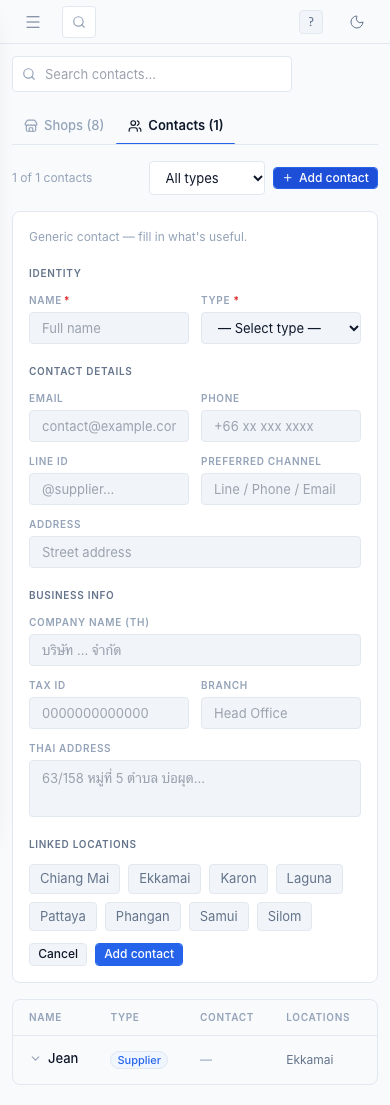 ?
Search contacts...
Shops (8) Contacts (1)
1 of 1 contacts All types + Add contact
Generic contact — fill in what's useful.
IDENTITY
NAME * TYPE *
Full name — Select type —
CONTACT DETAILS
EMAIL PHONE
contact@example.cor +66 xx xxx xxxx
LINE ID PREFERRED CHANNEL
@supplier... Line / Phone / Email
ADDRESS
Street address
BUSINESS INFO
COMPANY NAME (TH)
บริษัท ... จำกัด
TAX ID BRANCH
0000000000000 Head Office
THAI ADDRESS
63/158 หมู่ที่ 5 ตำบล บ่อผุด...
LINKED LOCATIONS
Chiang Mai Ekkamai Karon Laguna
Pattaya Phangan Samui Silom
Cancel Add contact
NAME TYPE CONTACT LOCATIONS
Jean Supplier — Ekkamai